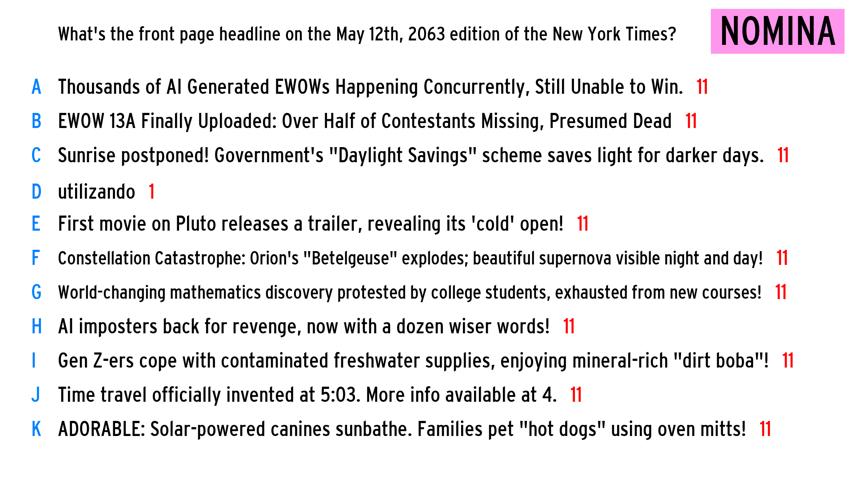 What's the front page headline on the May 12th, 2063 edition of the New York Times?
NOMINA
A Thousands of AI Generated EWOWs Happening Concurrently, Still Unable to Win. 11
B EWOW 13A Finally Uploaded: Over Half of Contestants Missing, Presumed Dead 11
C Sunrise postponed! Government's "Daylight Savings" scheme saves light for darker days. 11
D utilizando 1
E First movie on Pluto releases a trailer, revealing its 'cold' open! 11
F Constellation Catastrophe: Orion's "Betelgeuse" explodes; beautiful supernova visible night and day! 11
G World-changing mathematics discovery protested by college students, exhausted from new courses! 11
H AI imposters back for revenge, now with a dozen wiser words! 11
I Gen Z-ers cope with contaminated freshwater supplies, enjoying mineral-rich "dirt boba"! 11
J Time travel officially invented at 5:03. More info available at 4. 11
K ADORABLE: Solar-powered canines sunbathe. Families pet "hot dogs" using oven mitts! 11